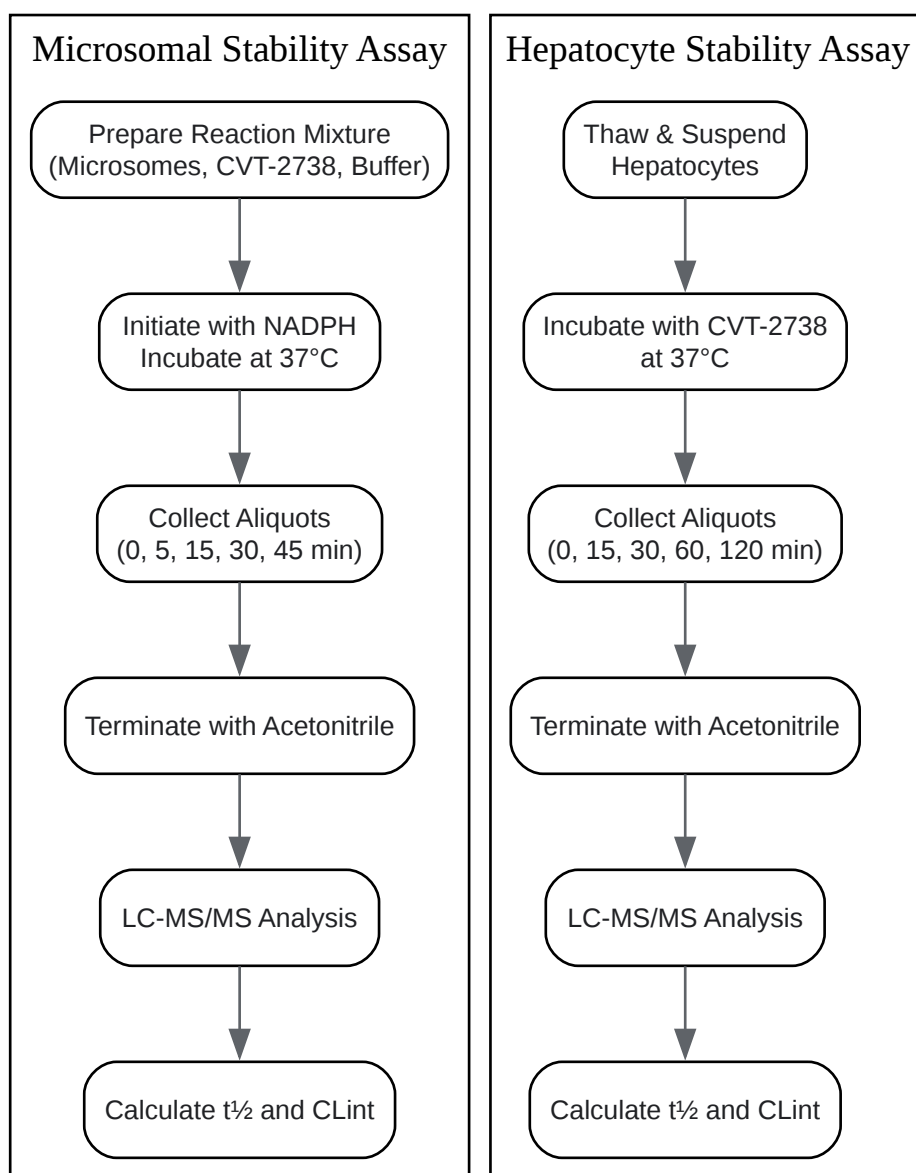 Microsomal Stability Assay
Prepare Reaction Mixture
(Microsomes, CVT-2738, Buffer)
Initiate with NADPH
Incubate at 37°C
Collect Aliquots
(0, 5, 15, 30, 45 min)
Terminate with Acetonitrile
LC-MS/MS Analysis
Calculate t½ and CLint
Hepatocyte Stability Assay
Thaw & Suspend
Hepatocytes
Incubate with CVT-2738
at 37°C
Collect Aliquots
(0, 15, 30, 60, 120 min)
Terminate with Acetonitrile
LC-MS/MS Analysis
Calculate t½ and CLint